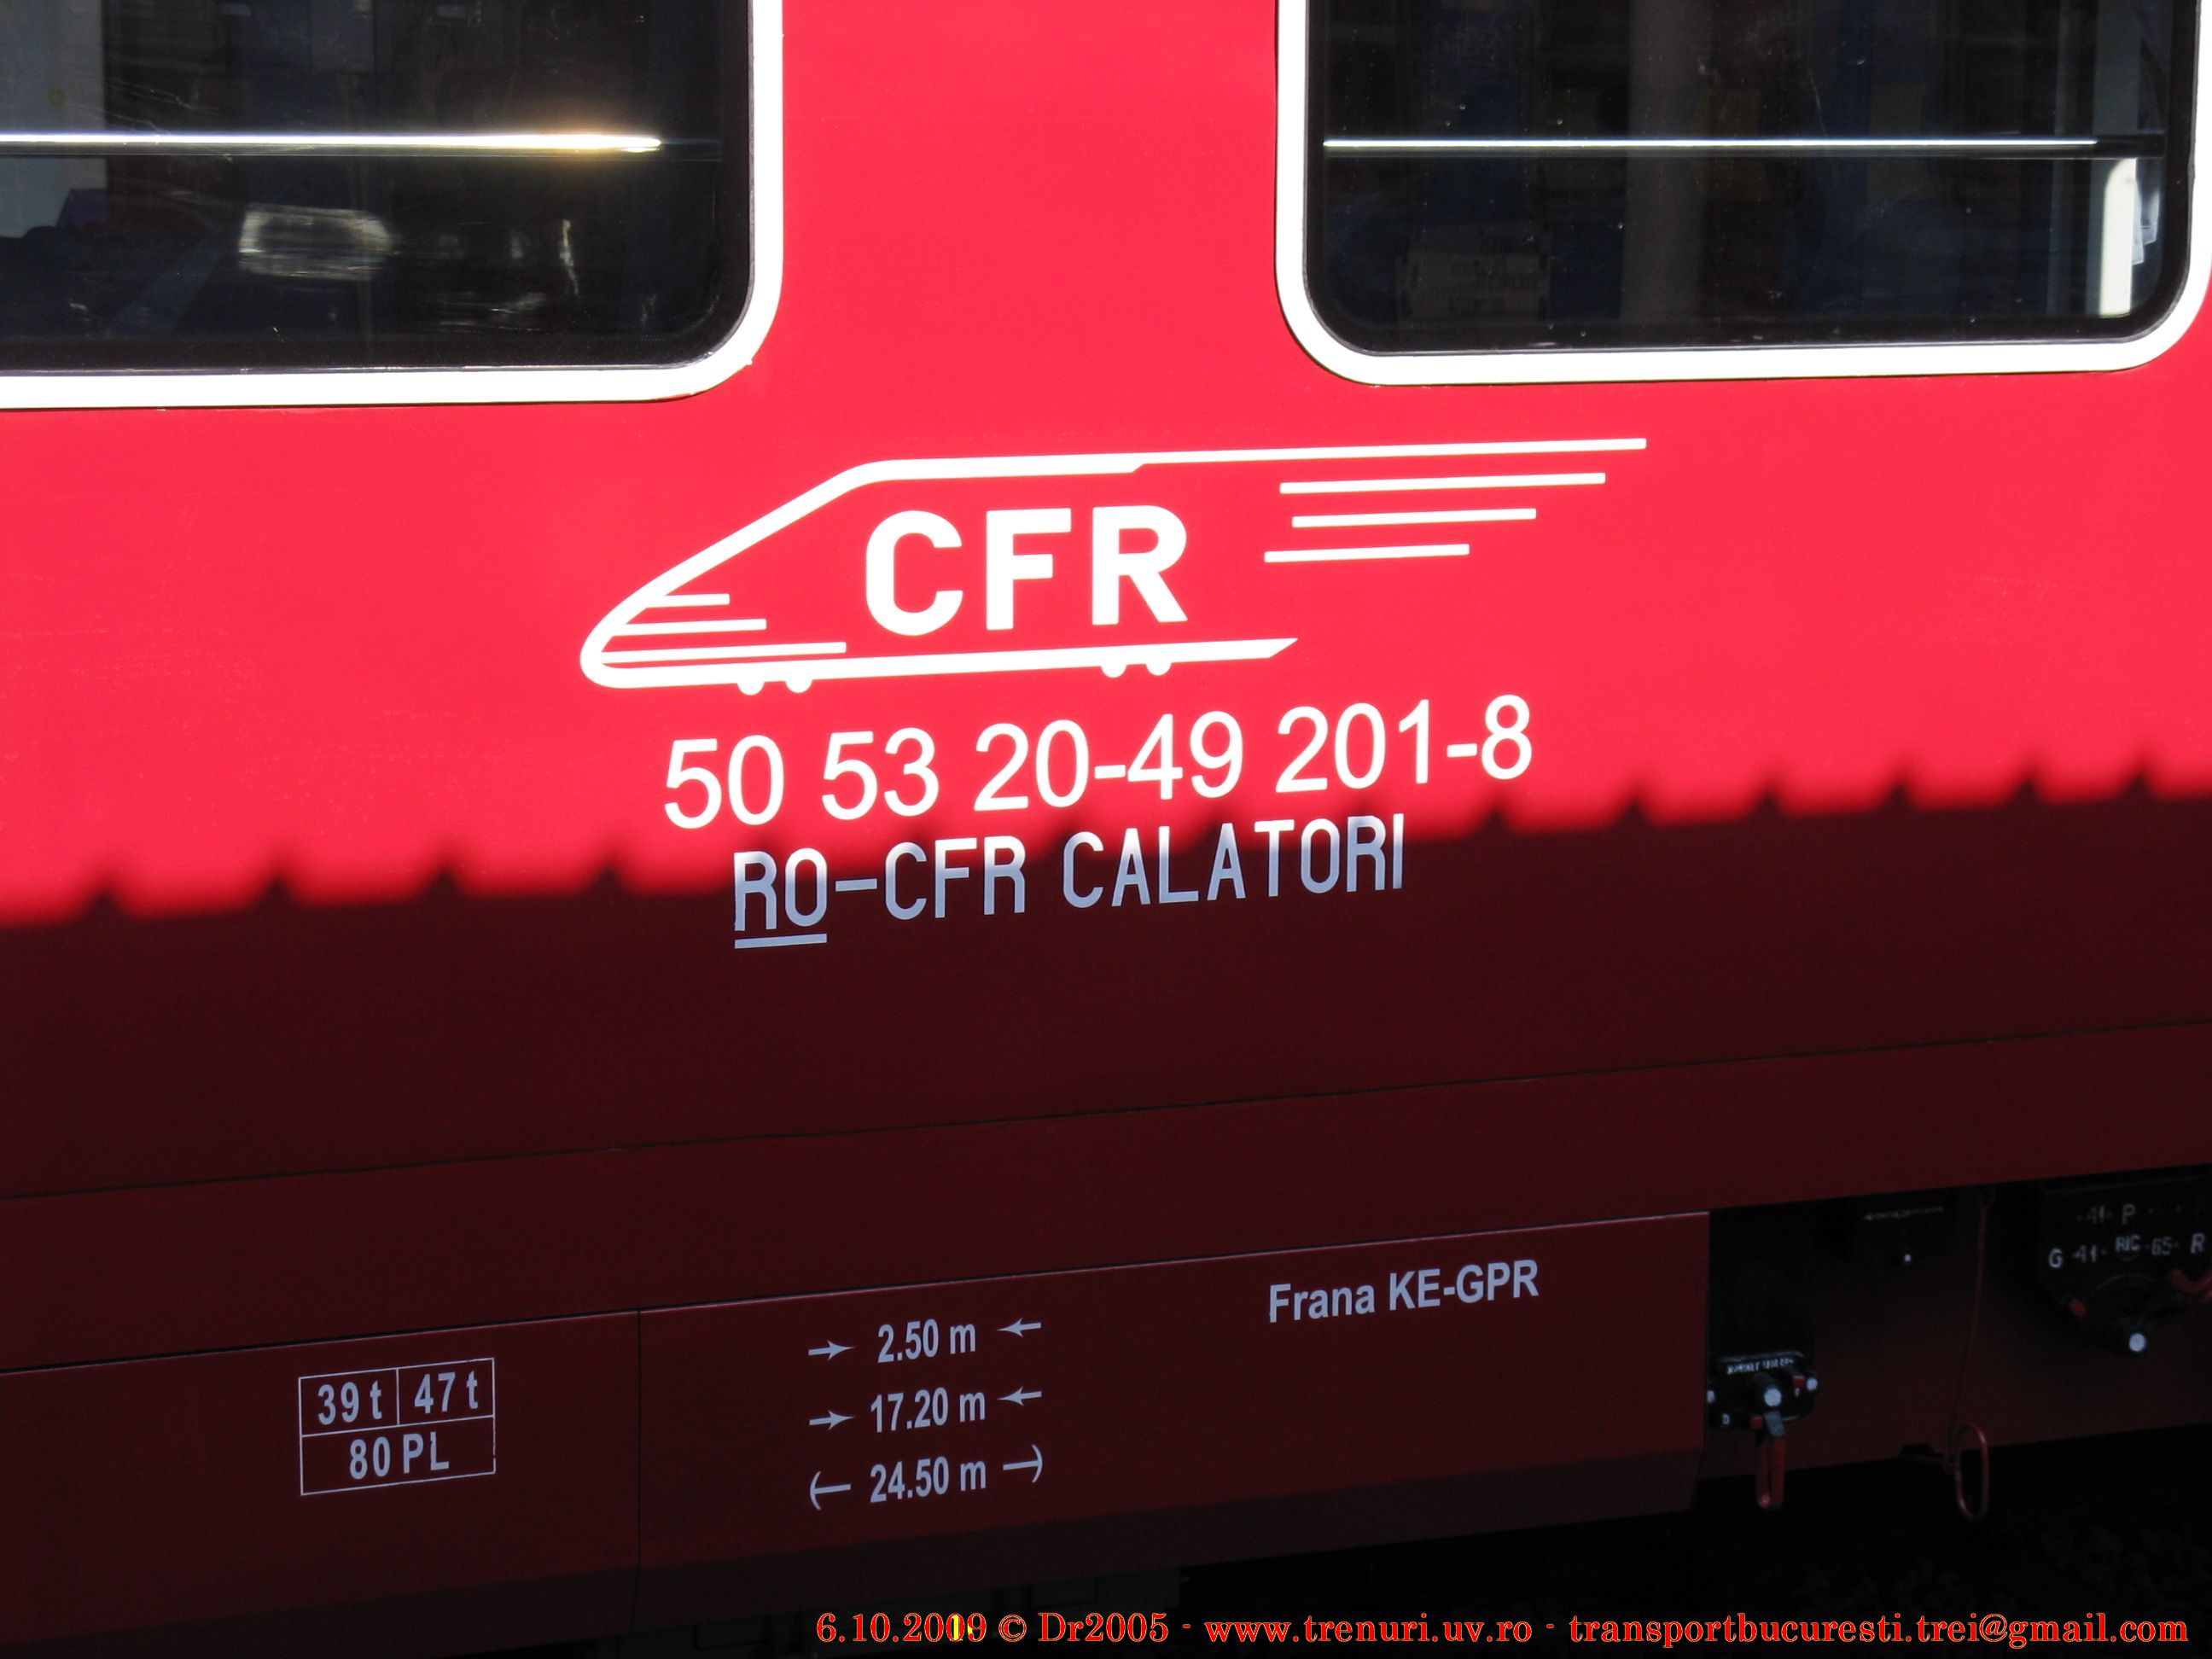 CFR
50 53 20-49 201-8
RO-CFR CALATORI
Frana KE-GPR
2.50 m
17.20 m
24.50 m
39 t 47 t
80 PL
P
G RIC R
6.10.2009 © Dr2005 - www.trenuri.uv.ro - transportbucuresti.trei@gmail.com